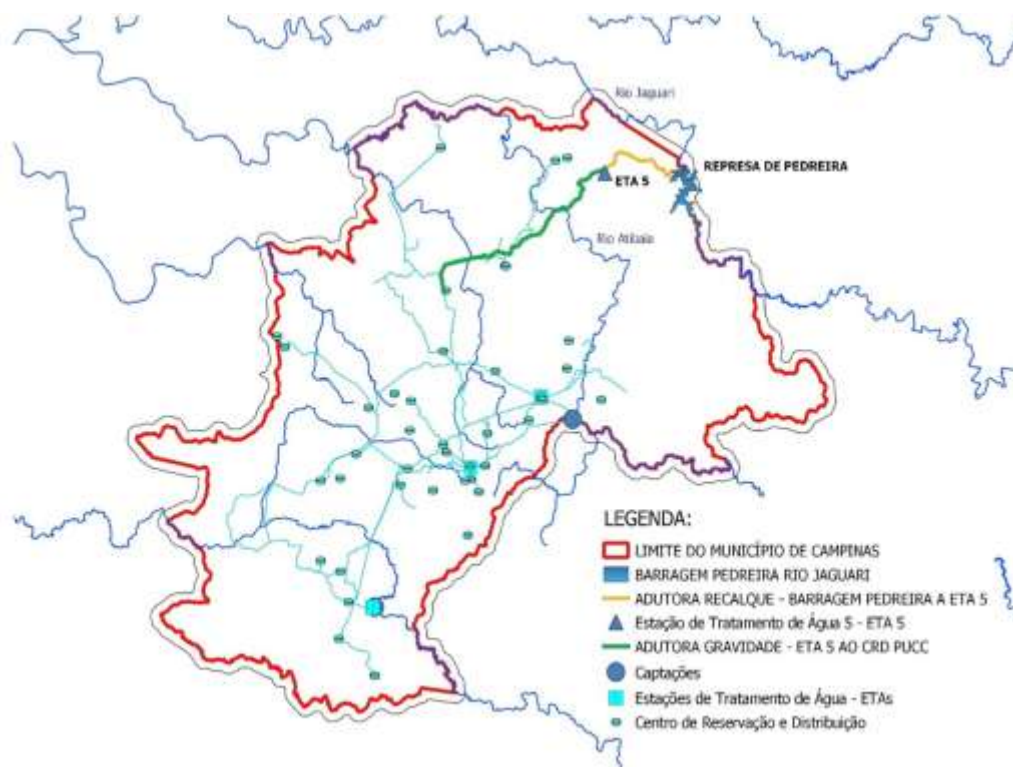 Rio Jaguari
REPRESA DE PEDREIRA
ETA 5
Rio Atibaia
LEGENDA:
LIMITE DO MUNICÍPIO DE CAMPINAS
BARRAGEM PEDREIRA RIO JAGUARI
ADUTORA RECALQUE - BARRAGEM PEDREIRA A ETA 5
Estação de Tratamento de Água 5 - ETA 5
ADUTORA GRAVIDADE - ETA 5 AO CRD PUCC
Captações
Estações de Tratamento de Água - ETAs
Centro de Reservação e Distribuição